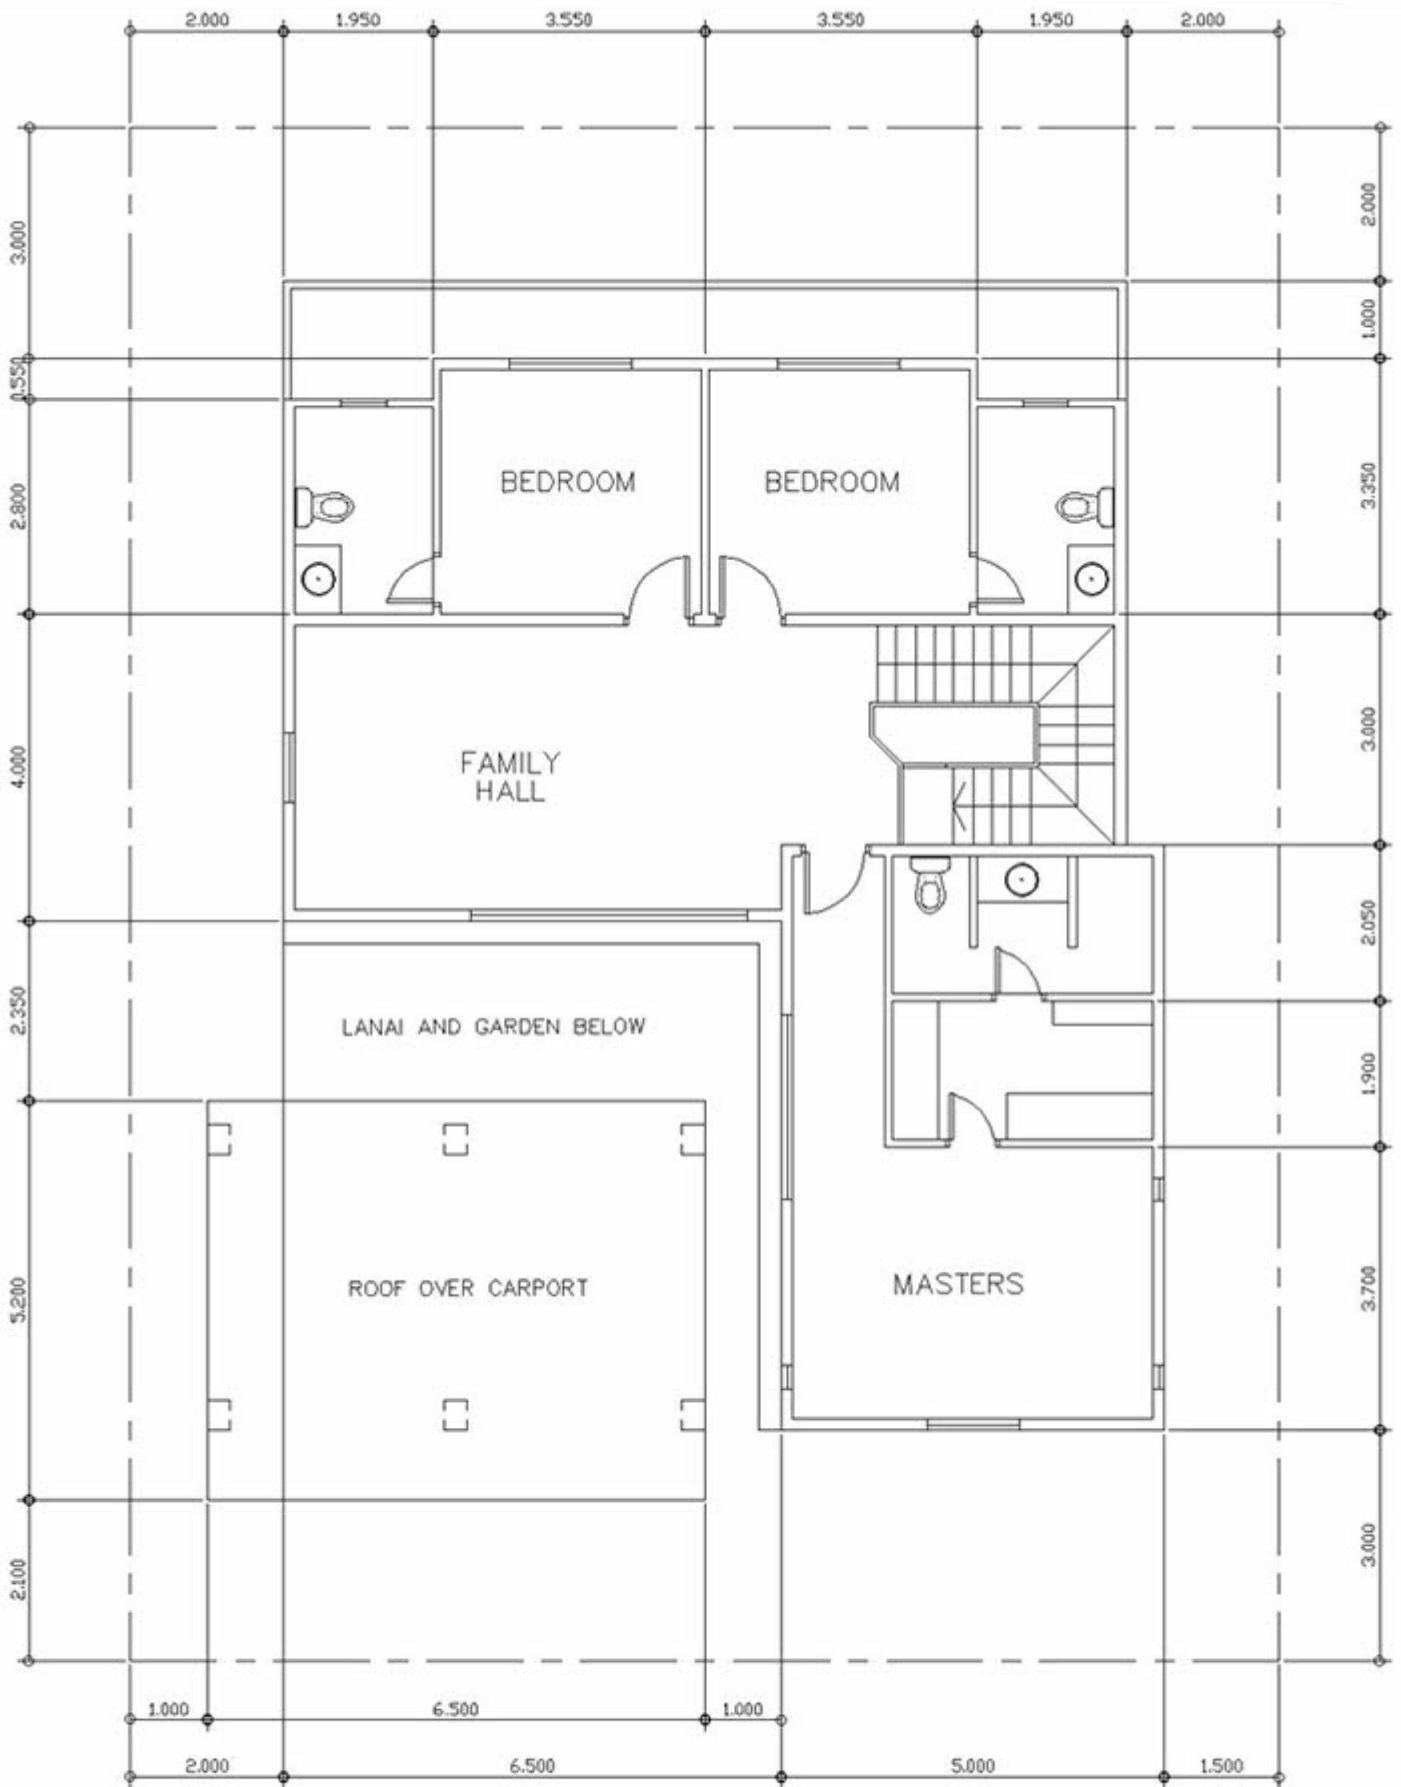 2.000 1.950 3.550 3.550 1.950 2.000
3.000
2.000
1.000
0.550
BEDROOM BEDROOM
2.800
3.350
FAMILY
HALL
4.000
3.000
2.050
LANAI AND GARDEN BELOW
2.350
1.900
ROOF OVER CARPORT
MASTERS
5.200
3.700
2.100
3.000
1.000 6.500 1.000
2.000 6.500 5.000 1.500